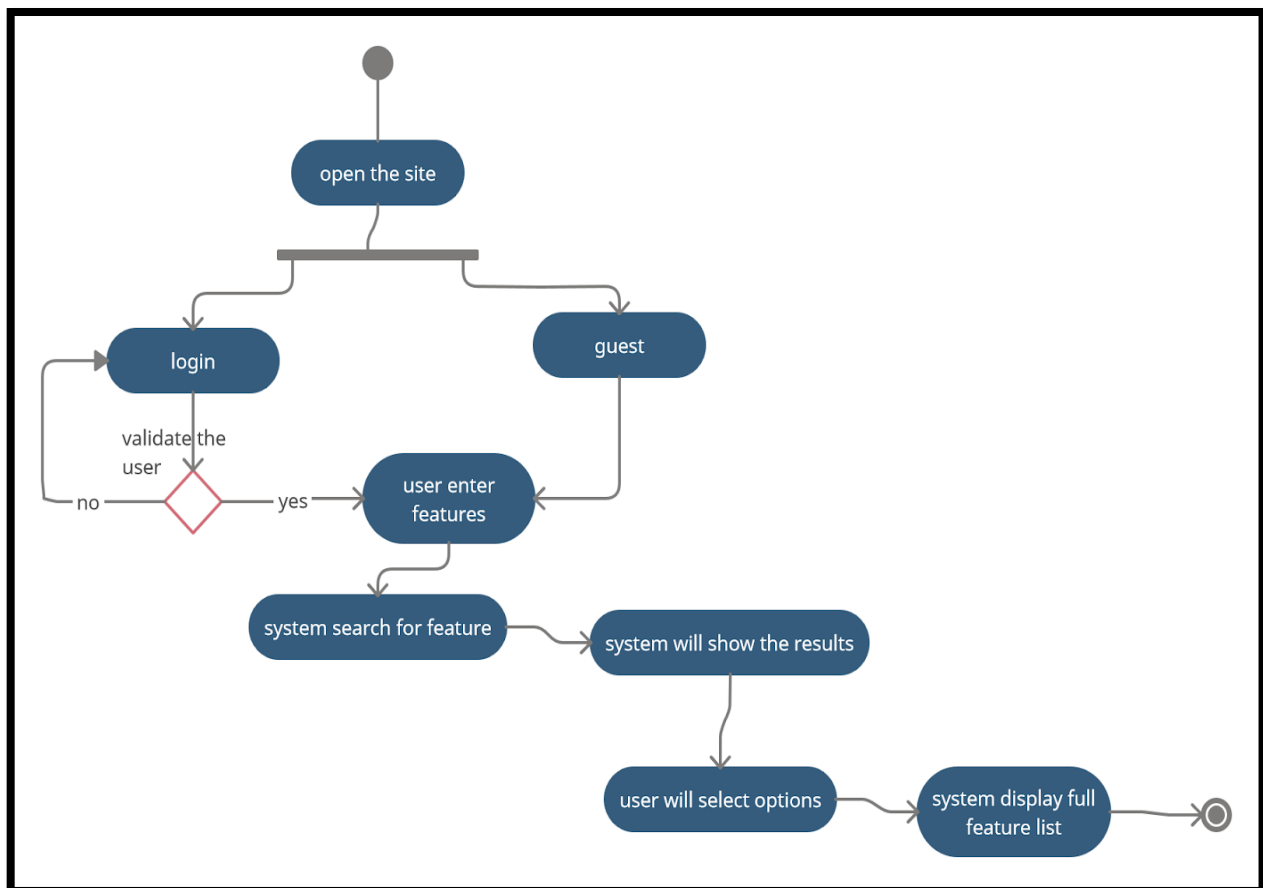 open the site
login
guest
validate the
user
no
yes
user enter
features
system search for feature
system will show the results
user will select options
system display full
feature list